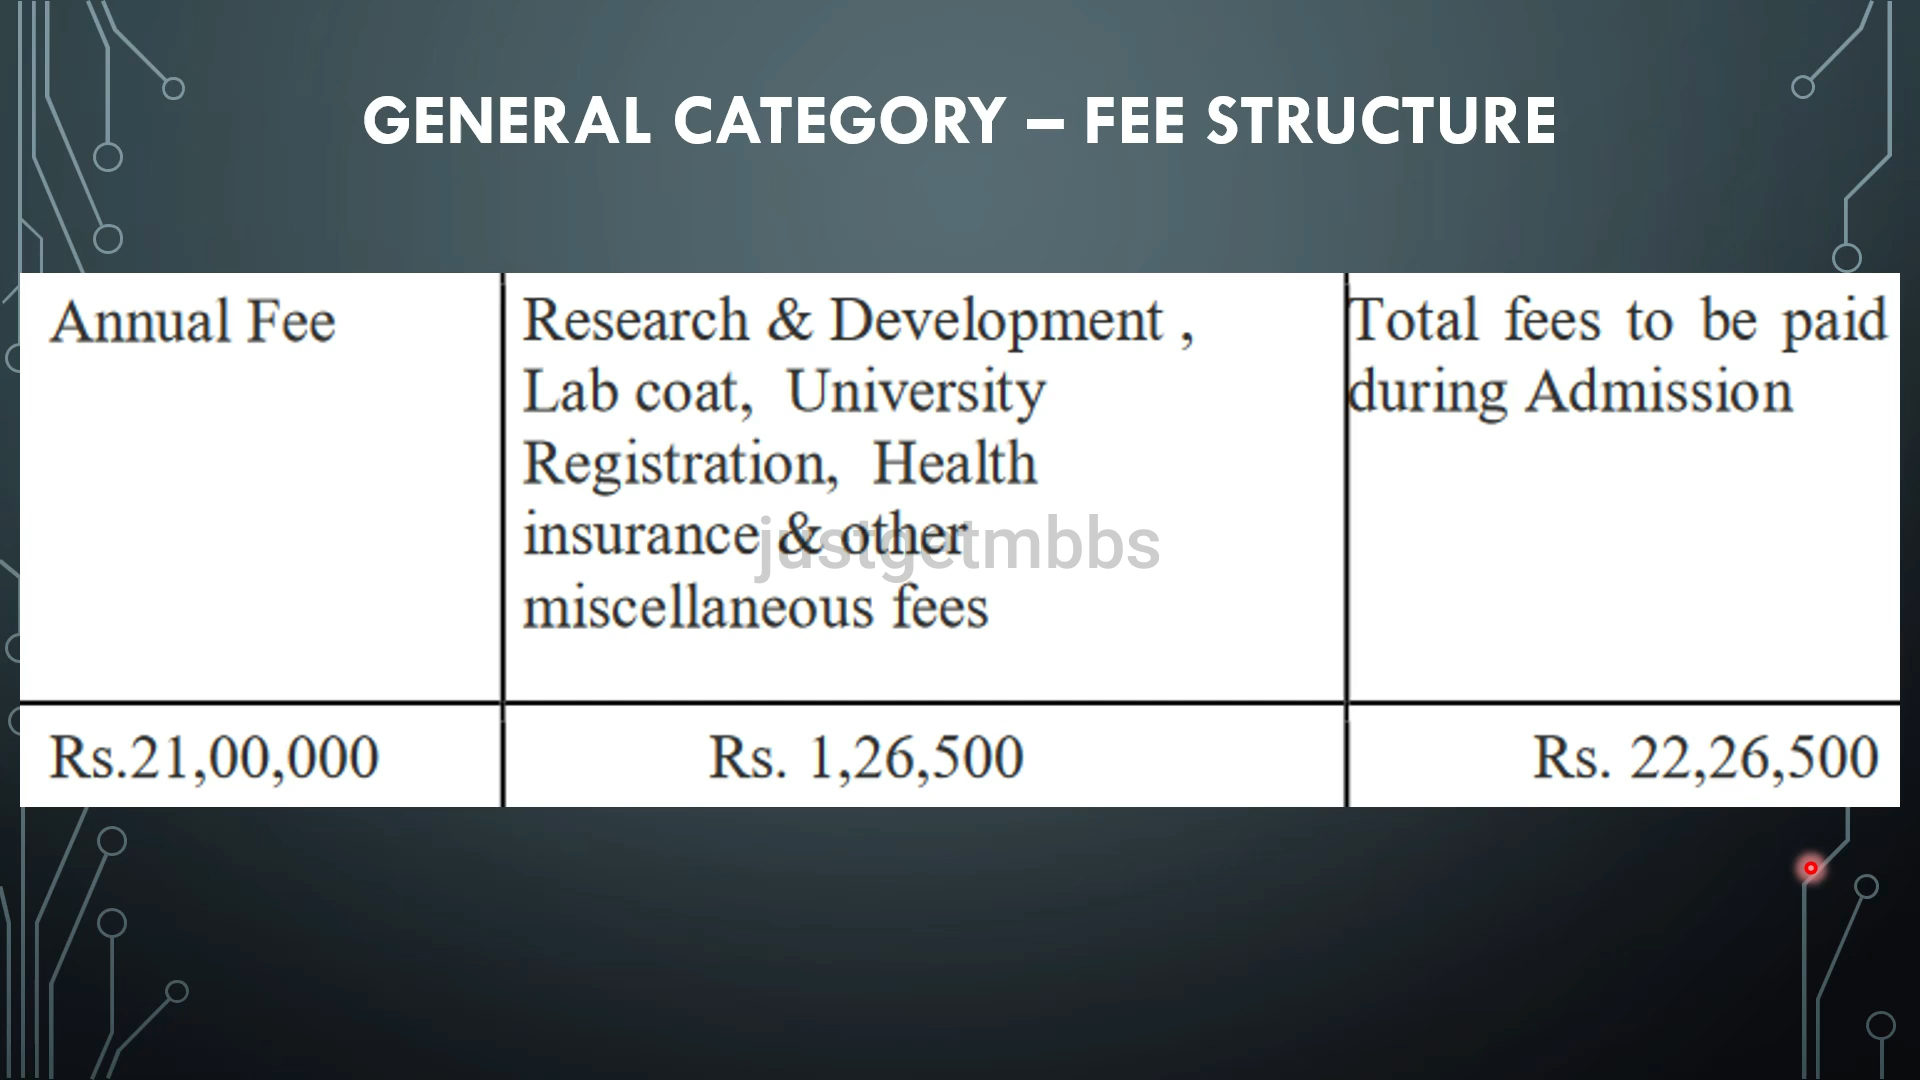 GENERAL CATEGORY – FEE STRUCTURE
Annual Fee
Research & Development ,
Lab coat, University
Registration, Health
insurance & other
miscellaneous fees
Total fees to be paid
during Admission
justgetmbbs
Rs.21,00,000
Rs. 1,26,500
Rs. 22,26,500